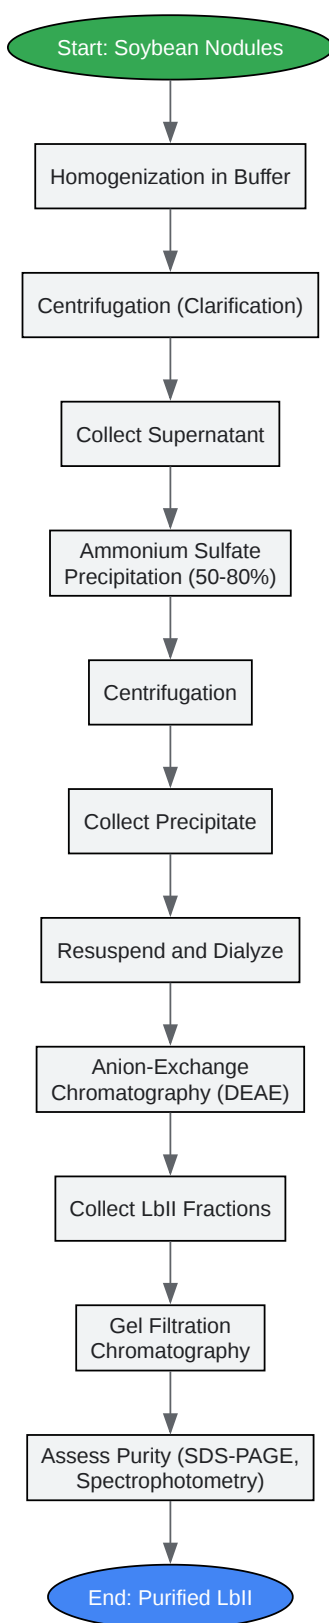 Start: Soybean Nodules
Homogenization in Buffer
Centrifugation (Clarification)
Collect Supernatant
Ammonium Sulfate
Precipitation (50-80%)
Centrifugation
Collect Precipitate
Resuspend and Dialyze
Anion-Exchange
Chromatography (DEAE)
Collect LbII Fractions
Gel Filtration
Chromatography
Assess Purity (SDS-PAGE,
Spectrophotometry)
End: Purified LbII